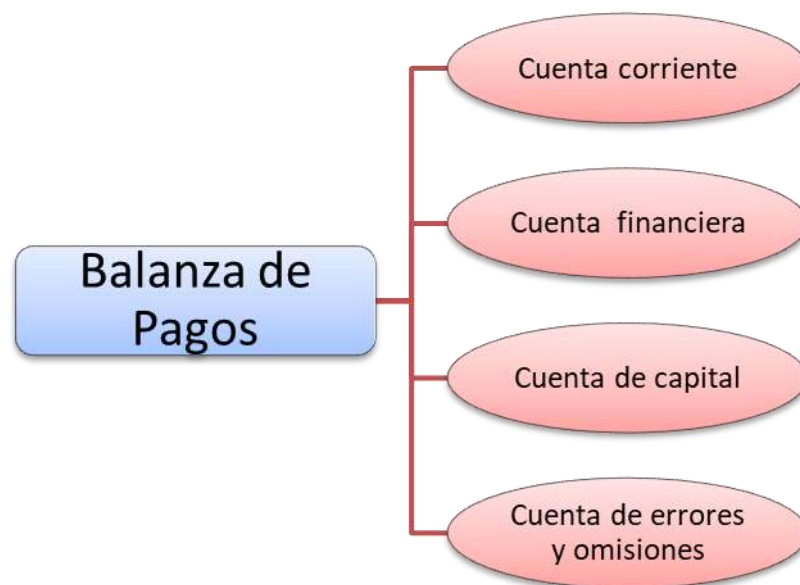 Cuenta corriente
Cuenta financiera
Balanza de
Pagos
Cuenta de capital
Cuenta de errores
y omisiones